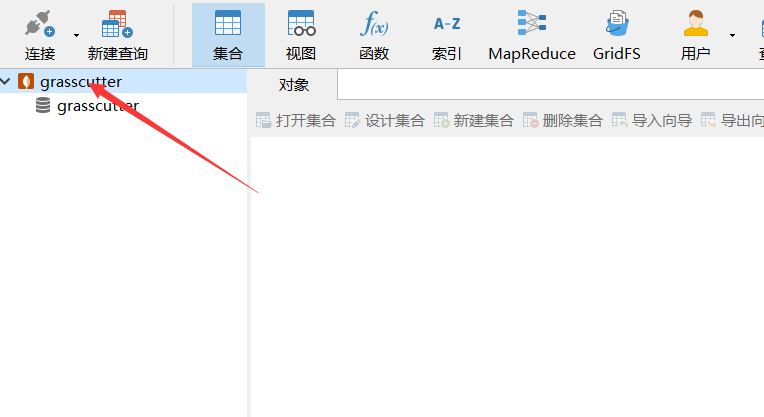 连接 新建查询 集合 视图 函数 索引 MapReduce GridFS 用户
grasscutter
对象
grasscutter
打开集合 设计集合 新建集合 删除集合 导入向导 导出向